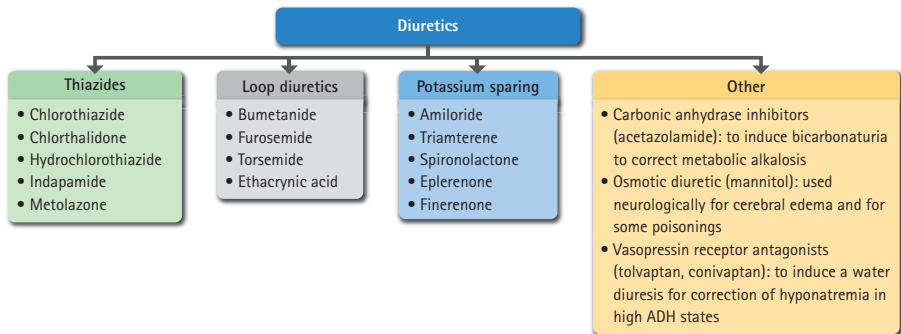 Diuretics
Thiazides
• Chlorothiazide
• Chlorthalidone
• Hydrochlorothiazide
• Indapamide
• Metolazone
Loop diuretics
• Bumetanide
• Furosemide
• Torsemide
• Ethacrynic acid
Potassium sparing
• Amiloride
• Triamterene
• Spironolactone
• Eplerenone
• Finerenone
Other
• Carbonic anhydrase inhibitors
(acetazolamide): to induce bicarbonaturia
to correct metabolic alkalosis
• Osmotic diuretic (mannitol): used
neurologically for cerebral edema and for
some poisonings
• Vasopressin receptor antagonists
(tolvaptan, conivaptan): to induce a water
diuresis for correction of hyponatremia in
high ADH states